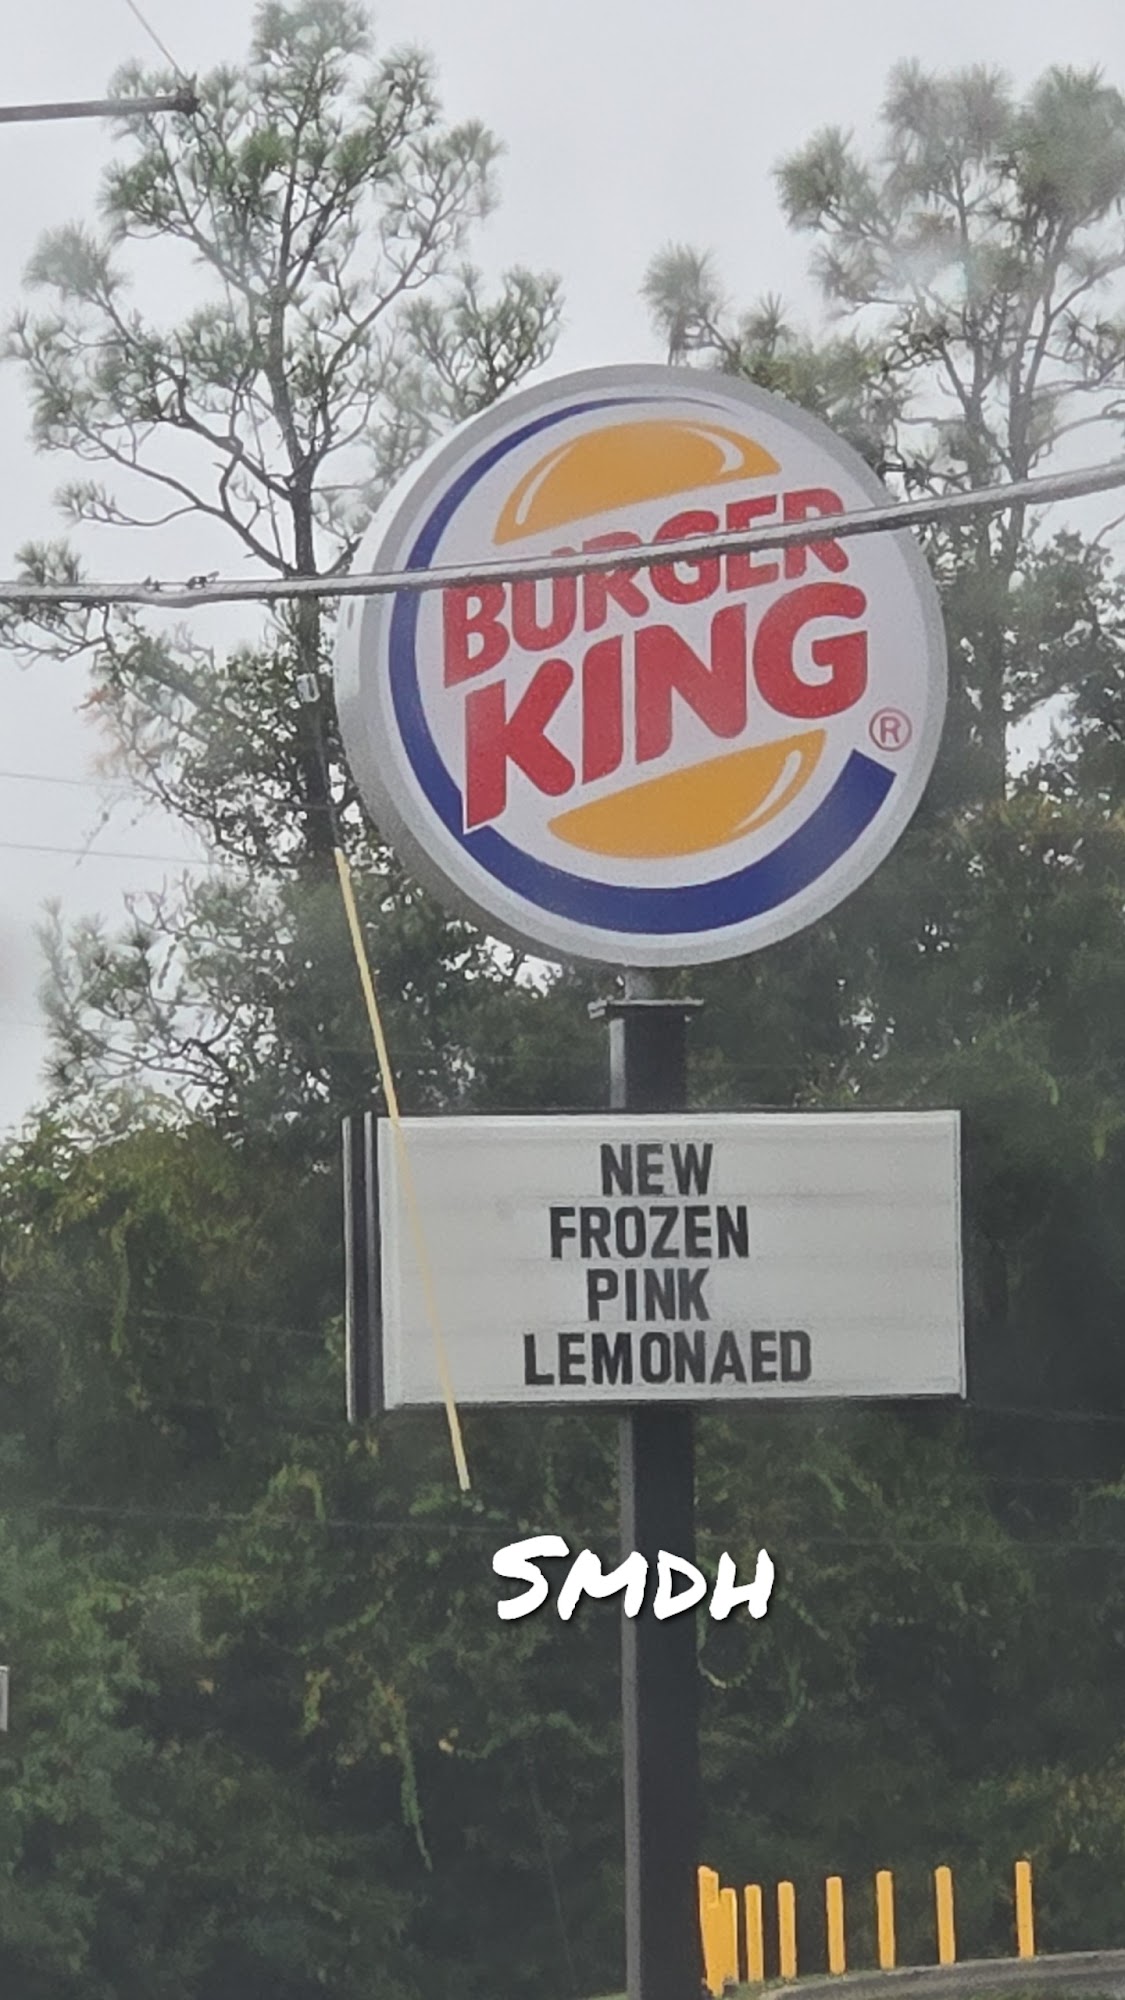 BURGER
KING
®
NEW
FROZEN
PINK
LEMONAED
SMDH